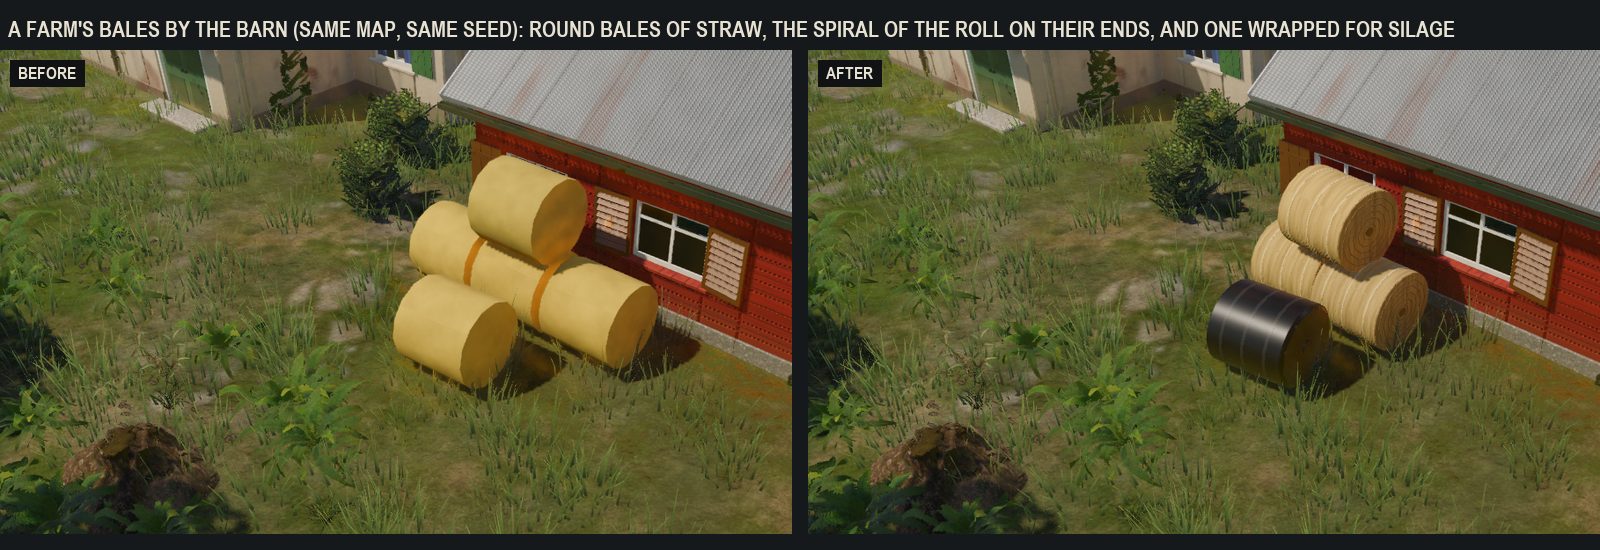 A FARM'S BALES BY THE BARN (SAME MAP, SAME SEED): ROUND BALES OF STRAW, THE SPIRAL OF THE ROLL ON THEIR ENDS, AND ONE WRAPPED FOR SILAGE
BEFORE
AFTER